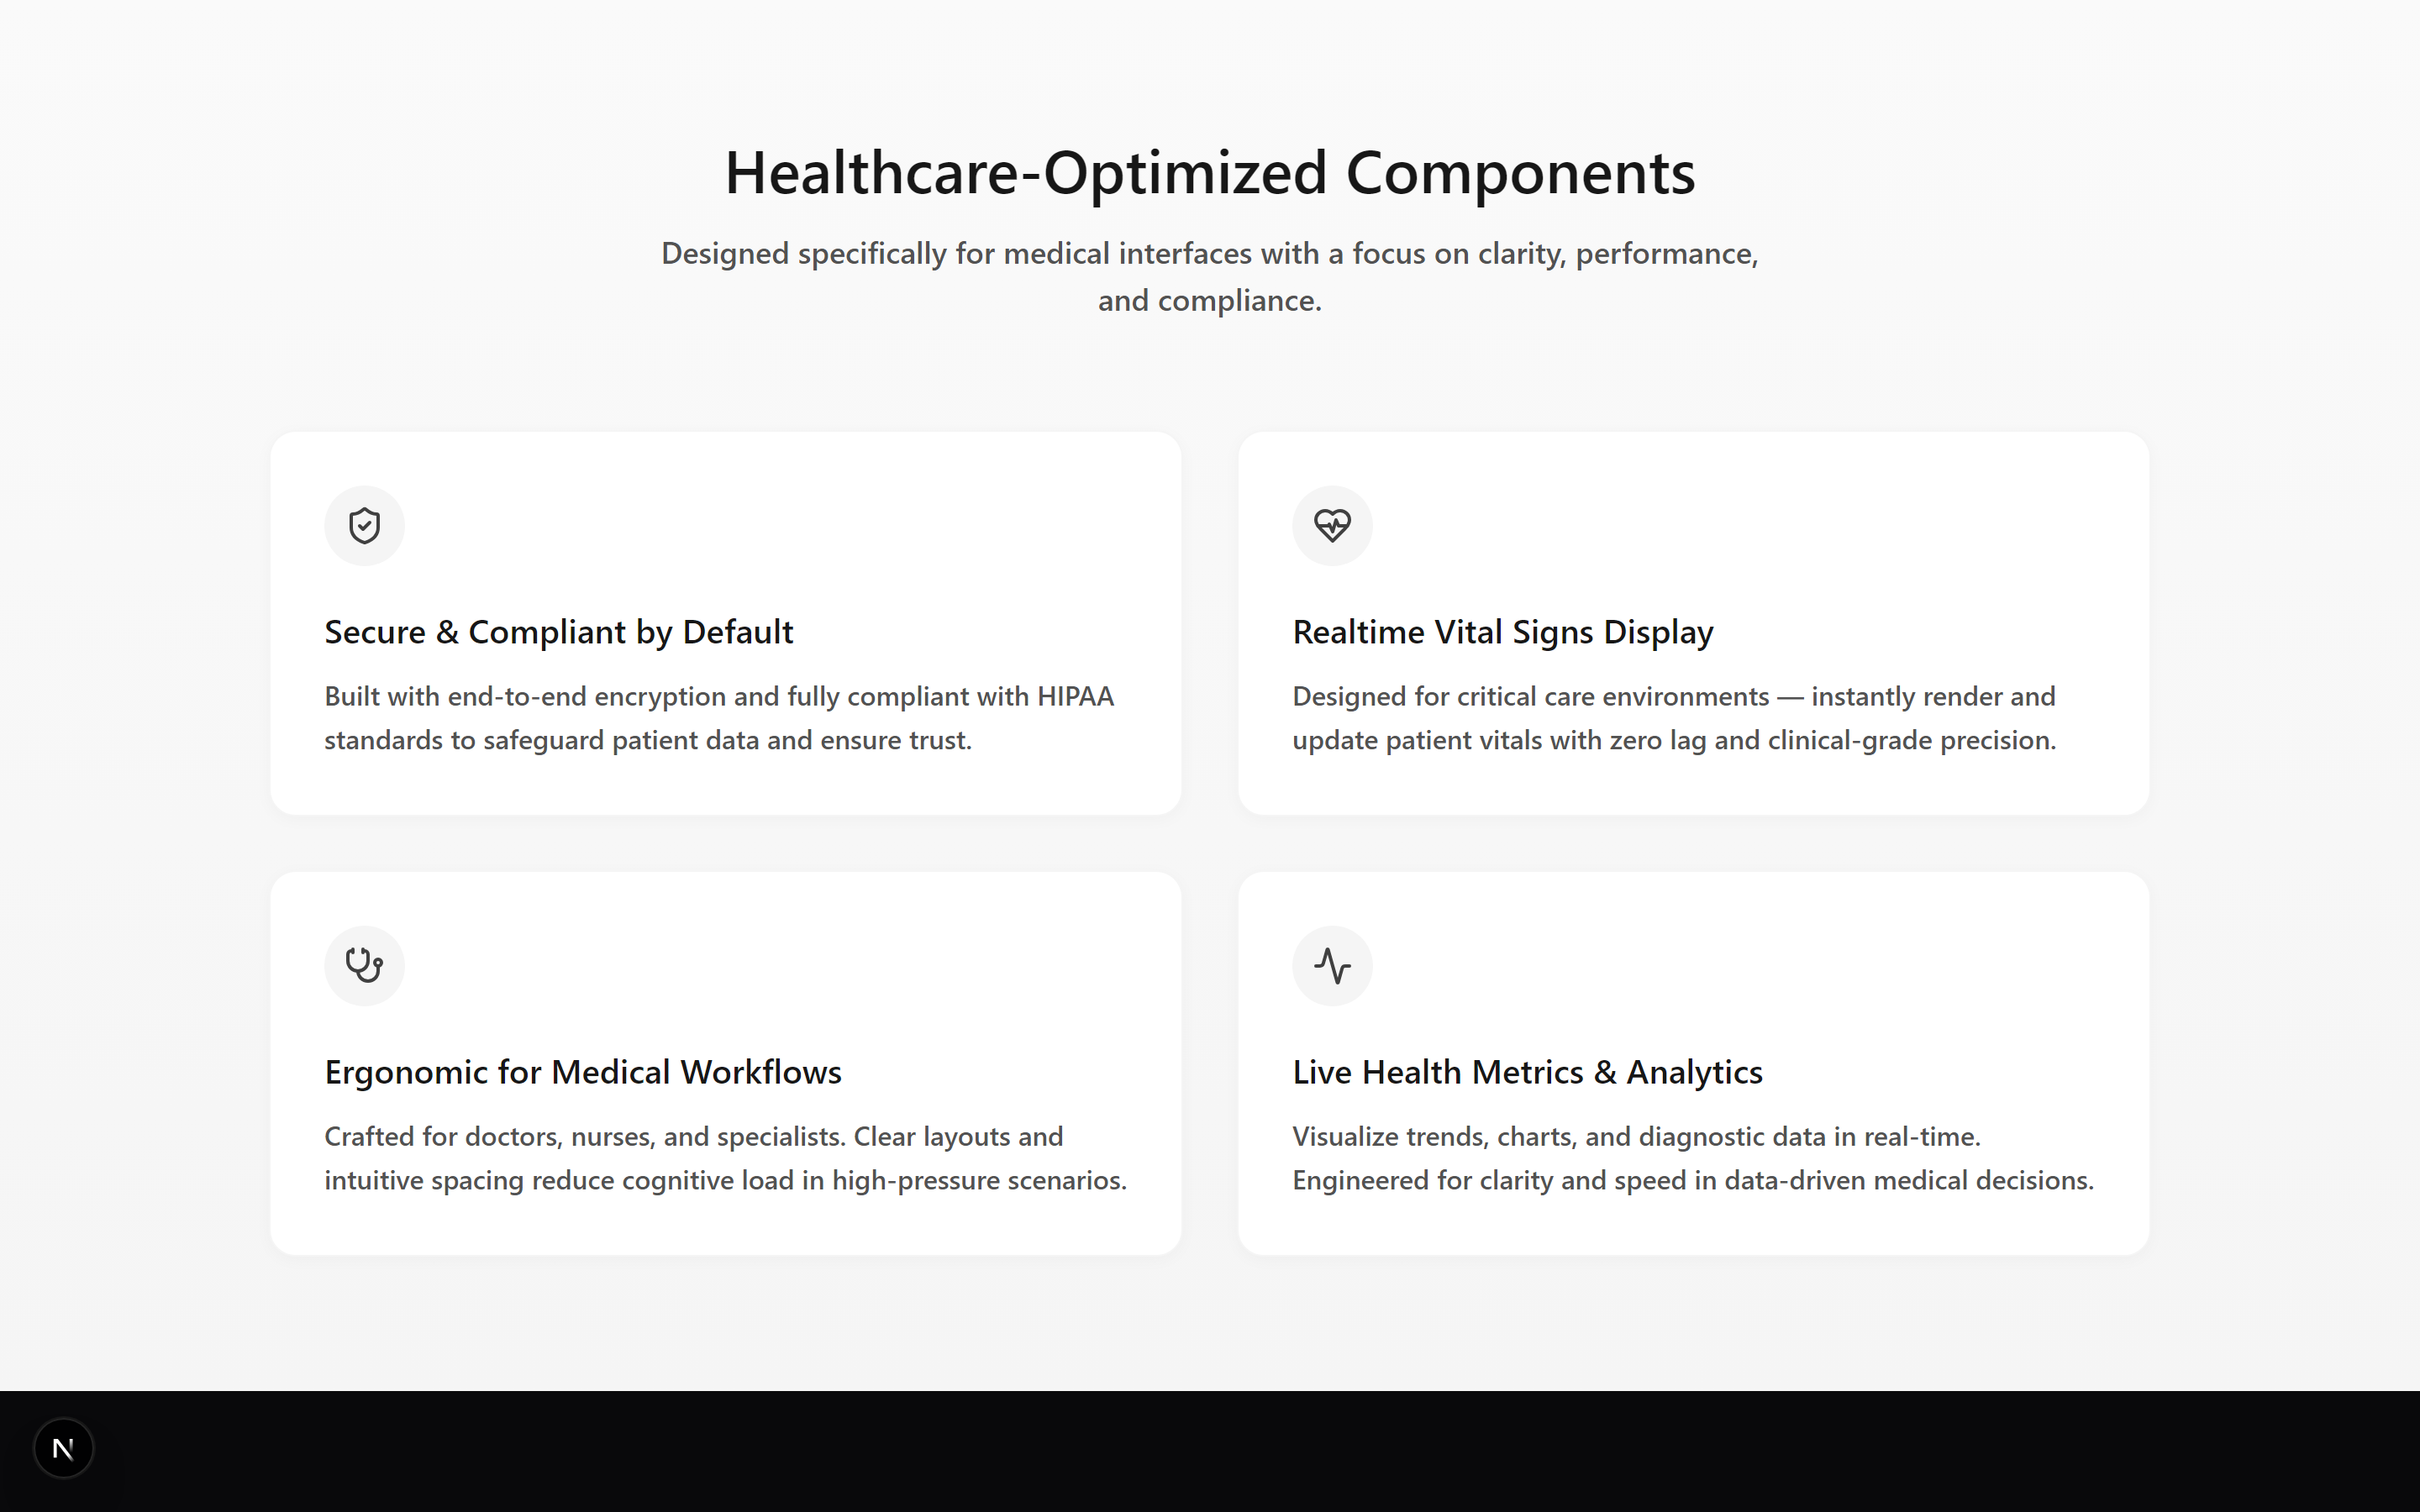 Healthcare-Optimized Components
Designed specifically for medical interfaces with a focus on clarity, performance,
and compliance.
Secure & Compliant by Default
Built with end-to-end encryption and fully compliant with HIPAA
standards to safeguard patient data and ensure trust.
Realtime Vital Signs Display
Designed for critical care environments — instantly render and
update patient vitals with zero lag and clinical-grade precision.
Ergonomic for Medical Workflows
Crafted for doctors, nurses, and specialists. Clear layouts and
intuitive spacing reduce cognitive load in high-pressure scenarios.
Live Health Metrics & Analytics
Visualize trends, charts, and diagnostic data in real-time.
Engineered for clarity and speed in data-driven medical decisions.
N